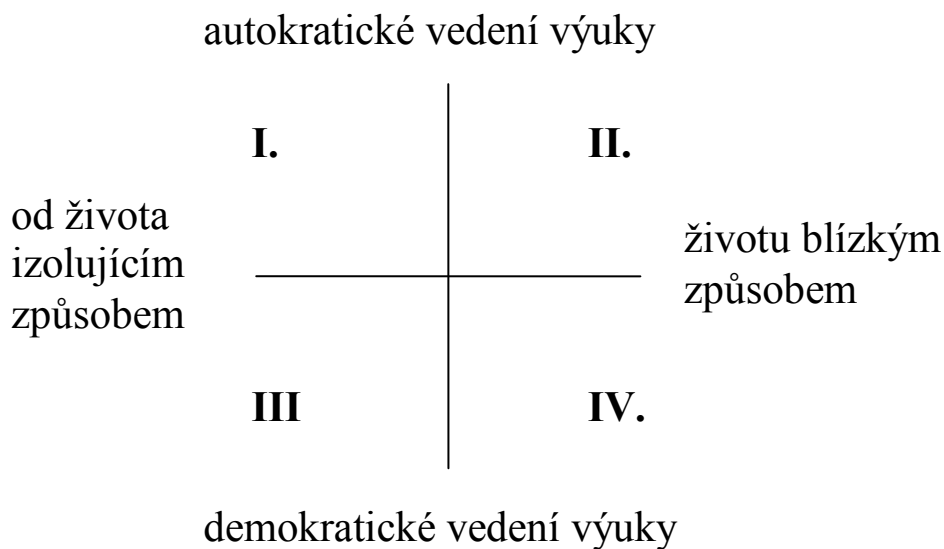 autokratické vedení výuky
I.
II.
od života
izolujícím
způsobem
životu blízkým
způsobem
III
IV.
demokratické vedení výuky